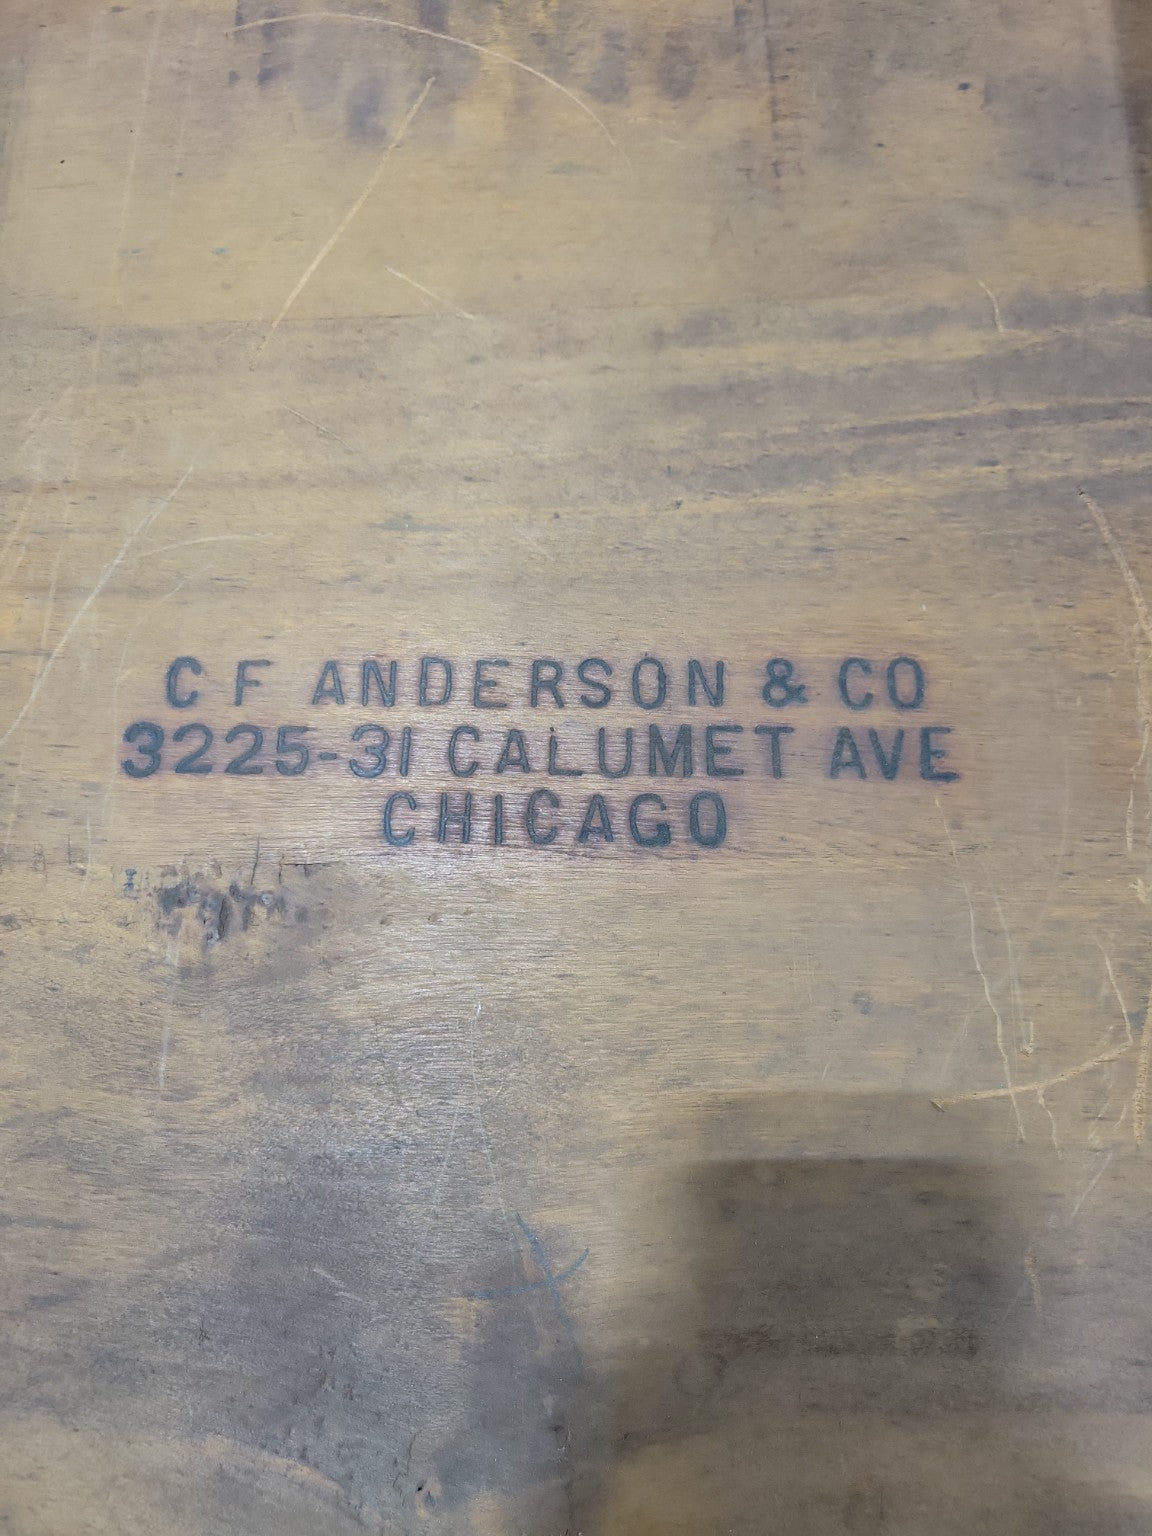 C F ANDERSON & CO
3225-31 CALUMET AVE
CHICAGO